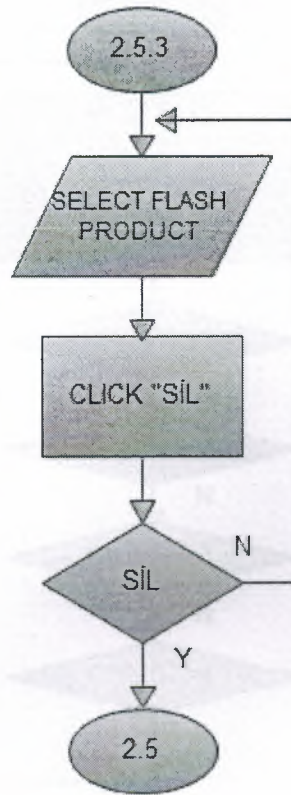 2.5.3
SELECT FLASH
PRODUCT
CLICK "SİL"
SİL
N
Y
2.5